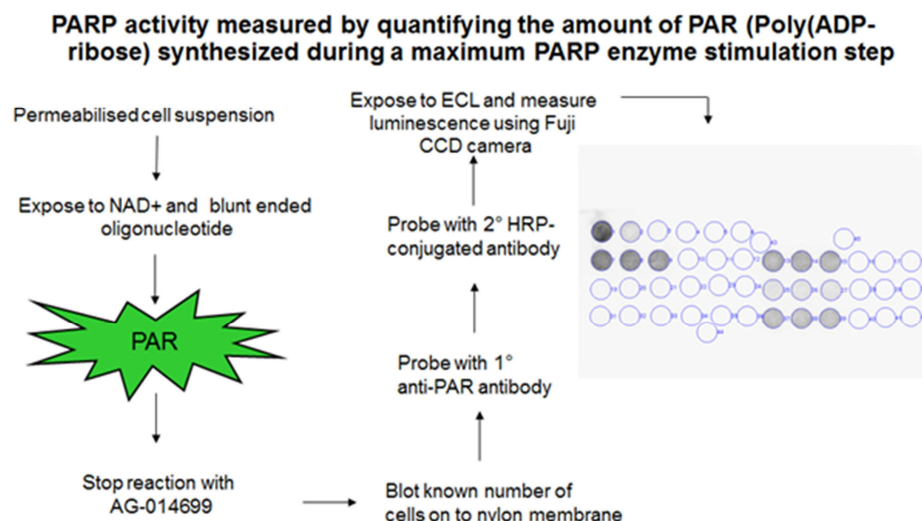 PARP activity measured by quantifying the amount of PAR (Poly(ADP-
ribose) synthesized during a maximum PARP enzyme stimulation step
Permeabilised cell suspension
Expose to NAD+ and blunt ended
oligonucleotide
PAR
Stop reaction with
AG-014699
Blot known number of
cells on to nylon membrane
Probe with 1°
anti-PAR antibody
Probe with 2° HRP-
conjugated antibody
Expose to ECL and measure
luminescence using Fuji
CCD camera